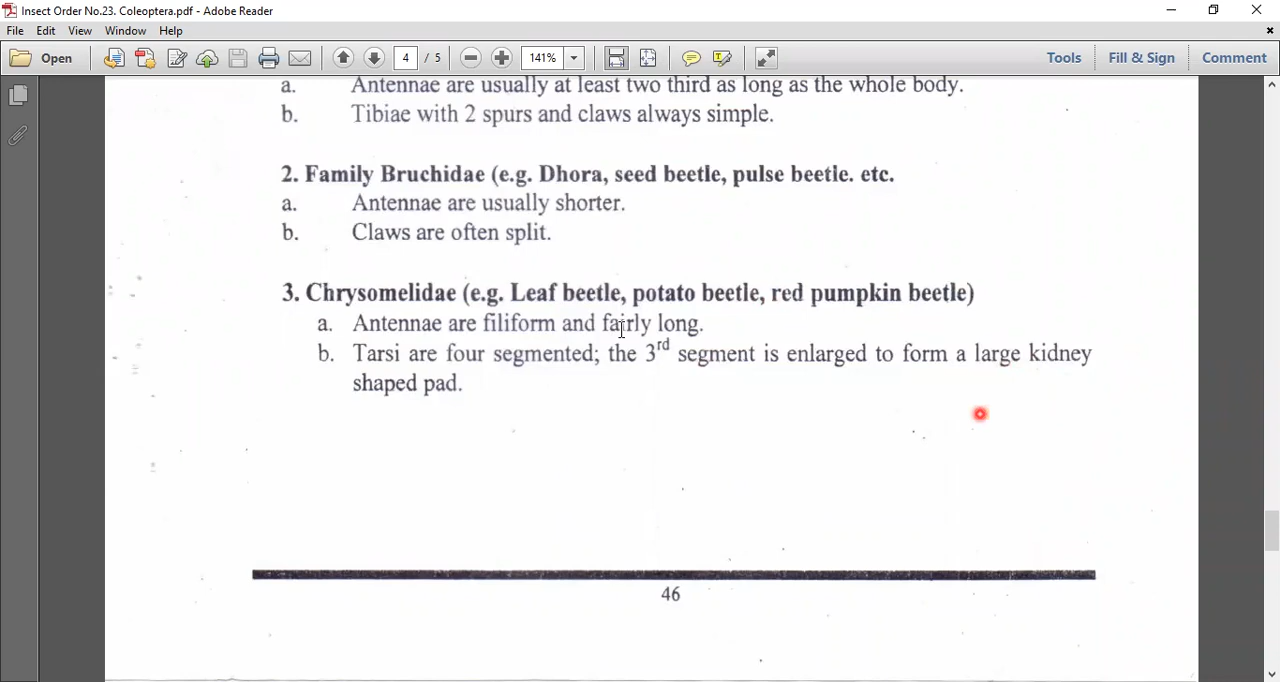 Insect Order No.23. Coleoptera.pdf - Adobe Reader
File Edit View Window Help
Open 4 / 5 141% Tools Fill & Sign Comment
a. Antennae are usually at least two third as long as the whole body.
b. Tibiae with 2 spurs and claws always simple.
2. Family Bruchidae (e.g. Dhora, seed beetle, pulse beetle. etc.
a. Antennae are usually shorter.
b. Claws are often split.
3. Chrysomelidae (e.g. Leaf beetle, potato beetle, red pumpkin beetle)
a. Antennae are filiform and fairly long.
b. Tarsi are four segmented; the 3rd segment is enlarged to form a large kidney
shaped pad.
46